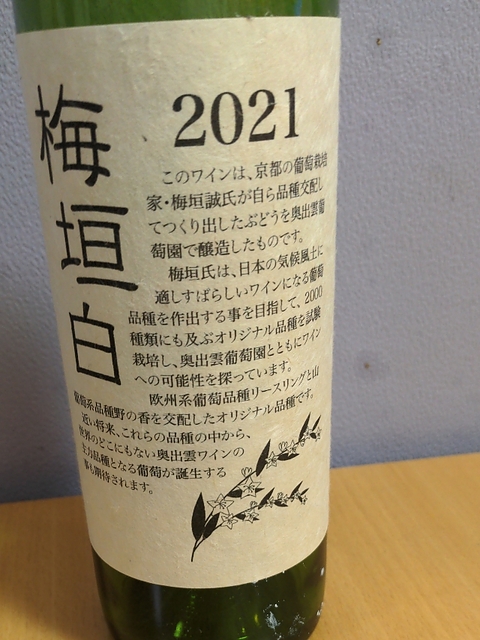 梅垣白
2021
このワインは、京都の葡萄栽培
家・梅垣誠氏が自ら品種交配し
てつくり出したぶどうを奥出雲葡
萄園で醸造したものです。
梅垣氏は、日本の気候風土に
適しすばらしいワインになる葡萄
品種を作出する事を目指して、2000
種類にも及ぶオリジナル品種を試験
栽培し、奥出雲葡萄園とともにワイン
への可能性を探っています。
欧州系葡萄品種リースリングと山
葡萄系品種野の香を交配したオリジナル品種です。
近い将来、これらの品種の中から、
世界のどこにもない奥出雲ワインの
主力品種となる葡萄が誕生する
事も期待されます。